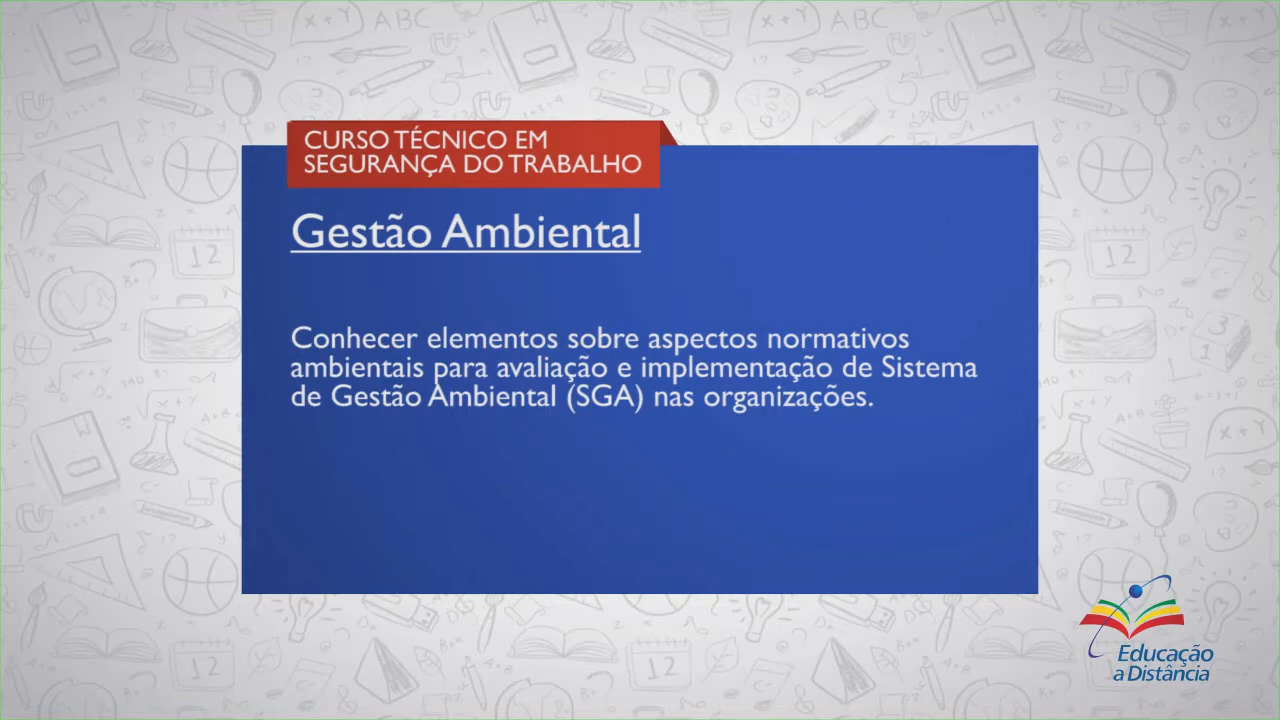 CURSO TÉCNICO EM
SEGURANÇA DO TRABALHO
Gestão Ambiental
Conhecer elementos sobre aspectos normativos
ambientais para avaliação e implementação de Sistema
de Gestão Ambiental (SGA) nas organizações.
Educação
a Distância